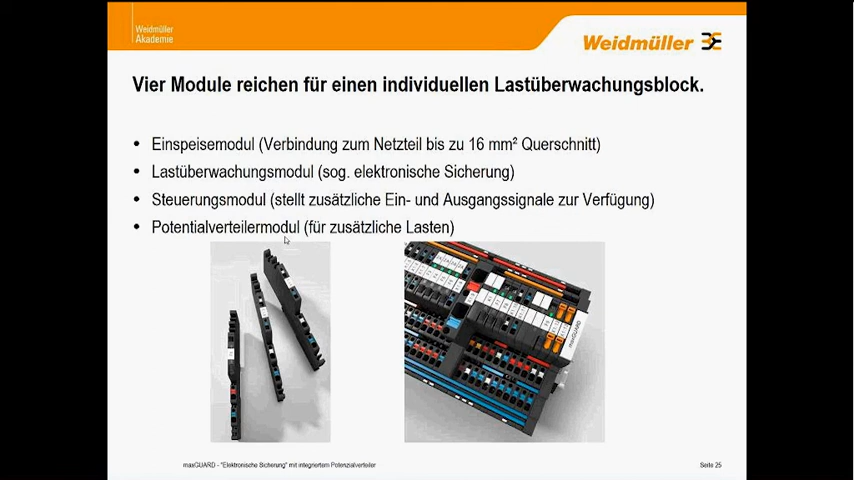 Weidmüller
Akademie
Weidmüller
Vier Module reichen für einen individuellen Lastüberwachungsblock.
• Einspeisemodul (Verbindung zum Netzteil bis zu 16 mm² Querschnitt)
• Lastüberwachungsmodul (sog. elektronische Sicherung)
• Steuerungsmodul (stellt zusätzliche Ein- und Ausgangssignale zur Verfügung)
• Potentialverteilermodul (für zusätzliche Lasten)
maxGUARD - "Elektronische Sicherung" mit integriertem Potenzialverteiler
Seite 25